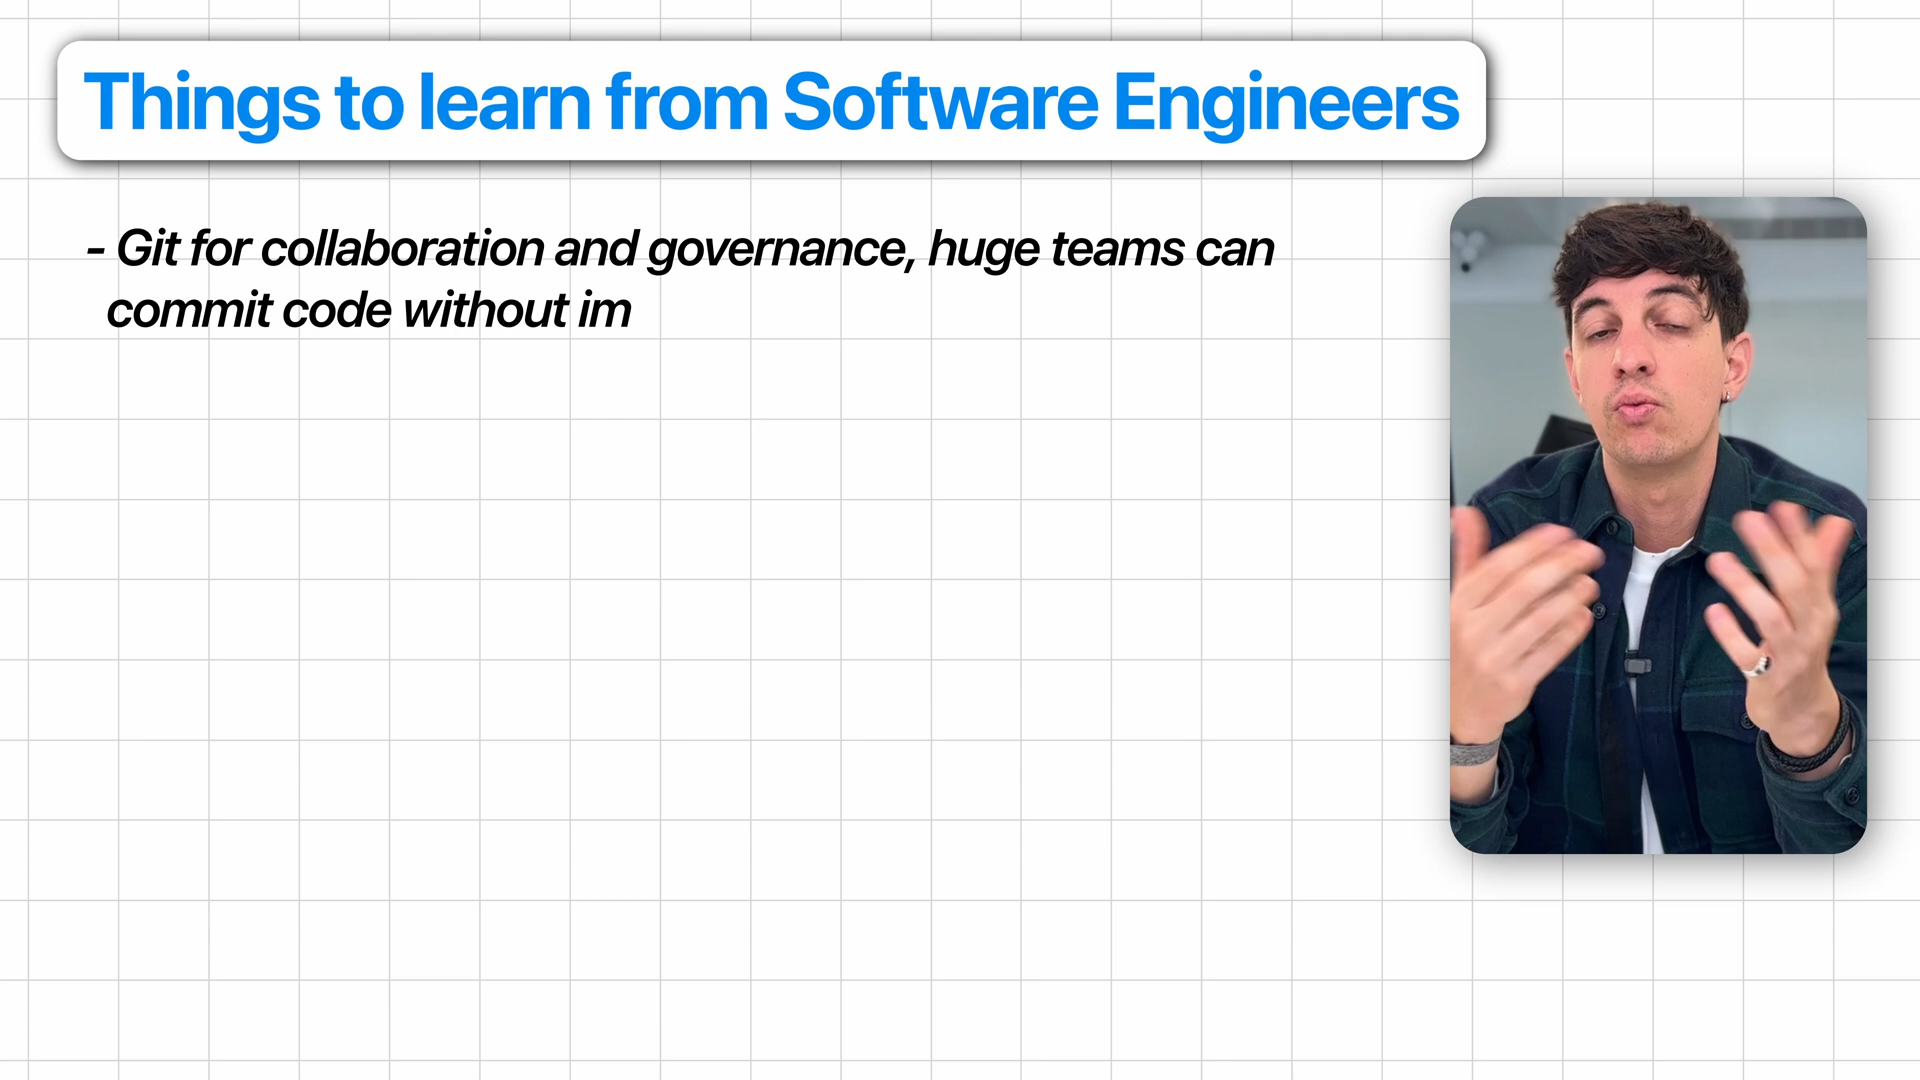 Things to learn from Software Engineers
- Git for collaboration and governance, huge teams can
commit code without im